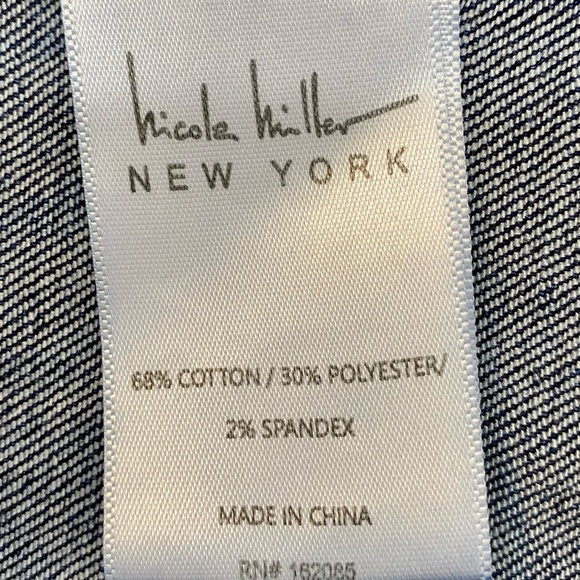 Nicole Miller
NEW YORK
68% COTTON / 30% POLYESTER/
2% SPANDEX
MADE IN CHINA
RN# 162085